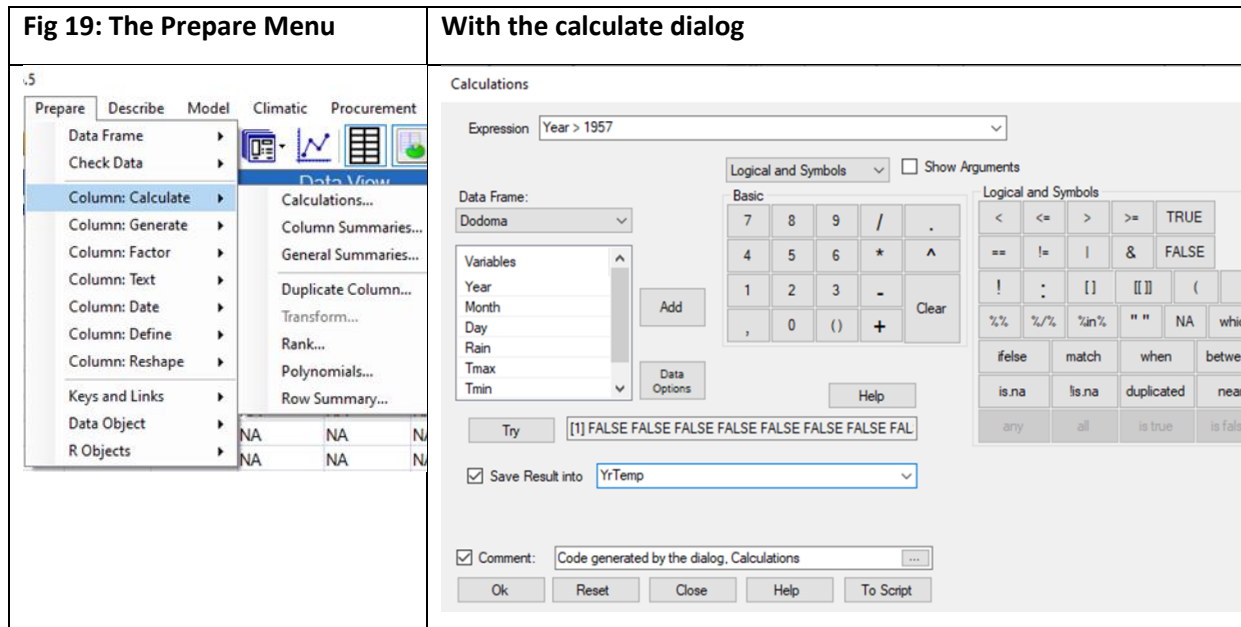 Fig 19: The Prepare Menu
With the calculate dialog
.5
Prepare Describe Model Climatic Procurement
Data Frame
Check Data
Column: Calculate
Column: Generate
Column: Factor
Column: Text
Column: Date
Column: Define
Column: Reshape
Keys and Links
Data Object
R Objects
Data View
Calculations...
Column Summaries...
General Summaries...
Duplicate Column...
Transform...
Rank...
Polynomials...
Row Summary...
NA NA
NA NA
Calculations
Expression Year > 1957
Logical and Symbols Show Arguments
Data Frame:
Dodoma
Variables
Year
Month
Day
Rain
Tmax
Tmin
Add
Data Options
Basic
7 8 9 / .
4 5 6 * ^
1 2 3 - Clear
, 0 () +
Help
Logical and Symbols
< <= > >= TRUE
== != | & FALSE
! : [] [[]] (
%% %/% %in% " " NA
ifelse match when
is.na !is.na duplicated near
any all is true
Try [1] FALSE FALSE FALSE FALSE FALSE FALSE FALSE FAL
Save Result into YrTemp
Comment: Code generated by the dialog, Calculations ...
Ok Reset Close Help To Script